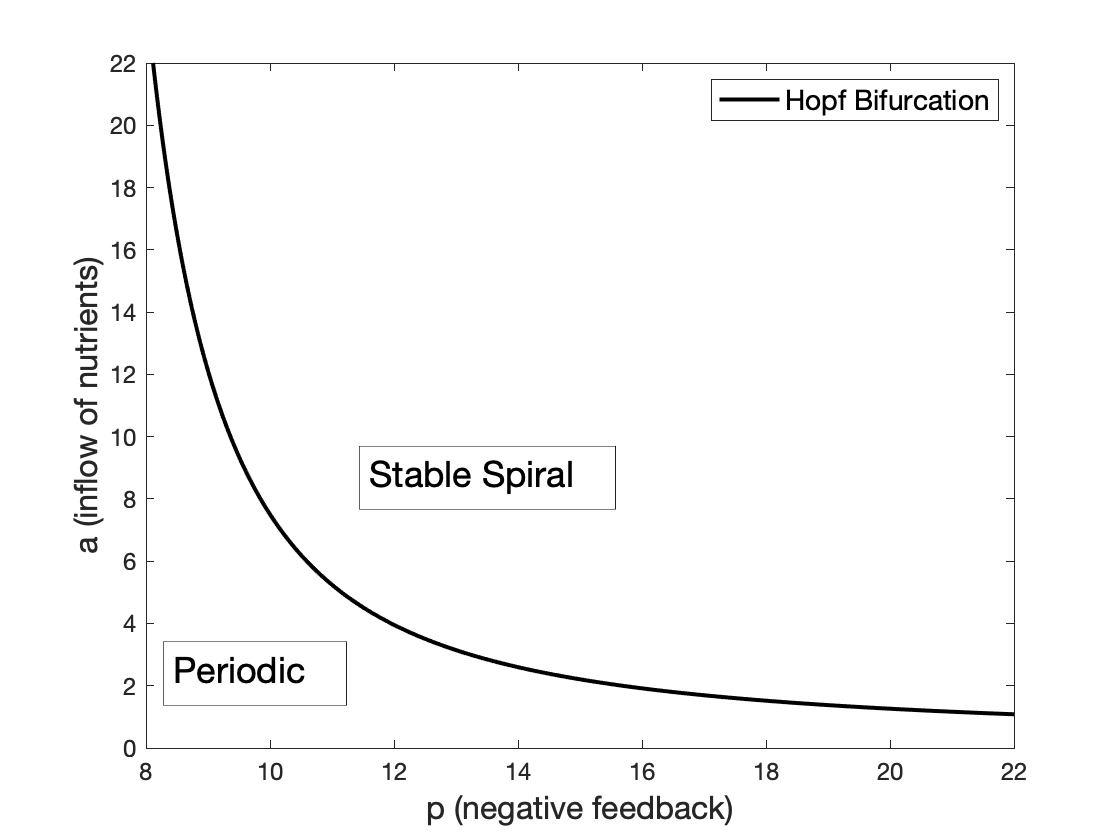 22
20
18
16
14
12
10
8
6
4
2
0
a (inflow of nutrients)
Hopf Bifurcation
Stable Spiral
Periodic
8 10 12 14 16 18 20 22
p (negative feedback)